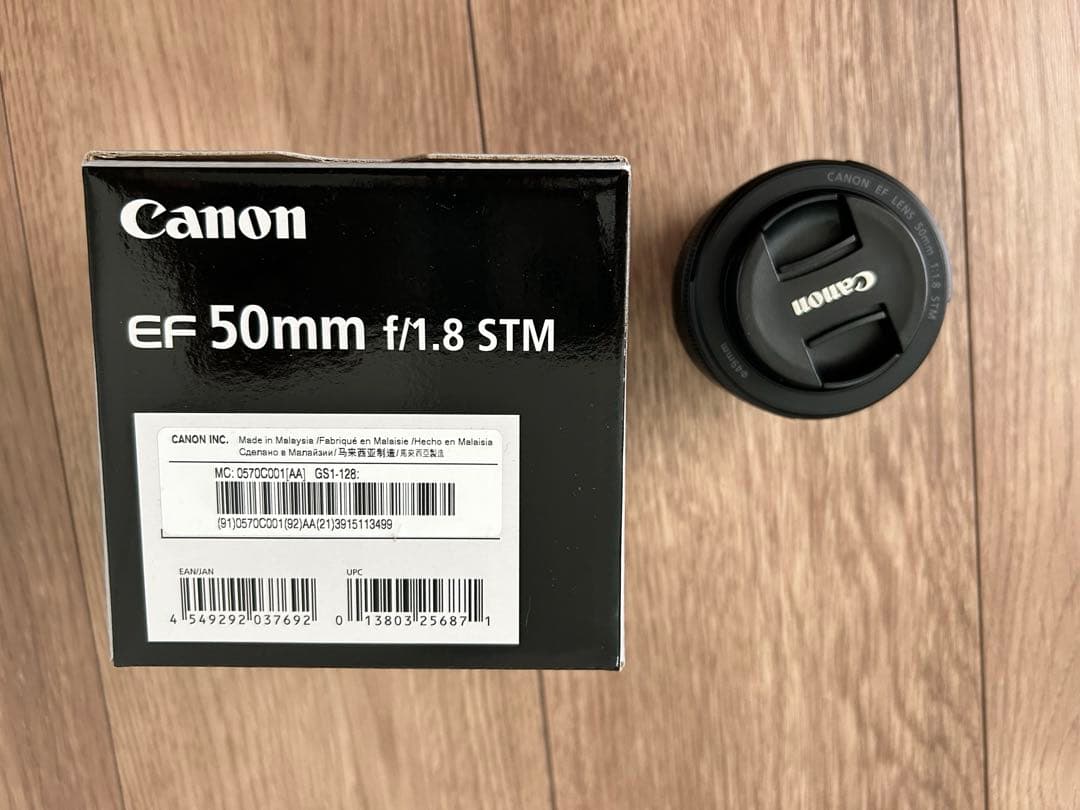 Canon
EF 50mm f/1.8 STM
CANON INC. Made in Malaysia /Fabriqué en Malaisie /Hecho en Malaisia
Сделано в Малайзии/马来西亚制造/馬來西亞製造
MC: 0570C001[AA] GS1-128:
(91)0570C001(92)AA(21)3915113499
EAN/JAN
UPC
4 549292 037692
0 13803 25687 1
CANON EF LENS 50mm 1:1.8 STM
Canon
Φ49mm